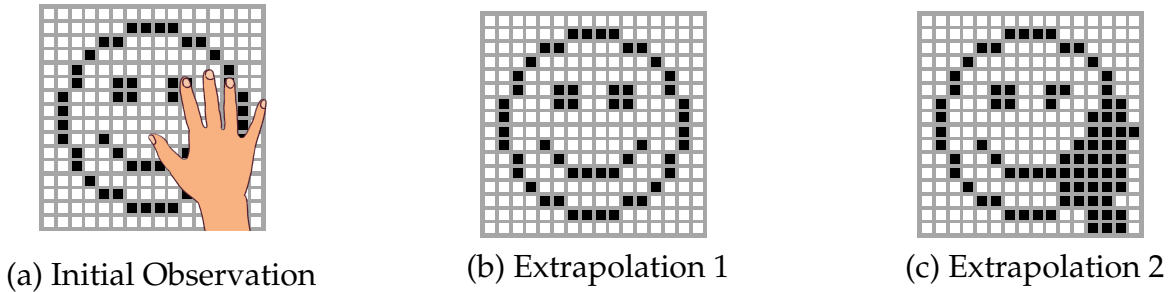 (a) Initial Observation
(b) Extrapolation 1
(c) Extrapolation 2